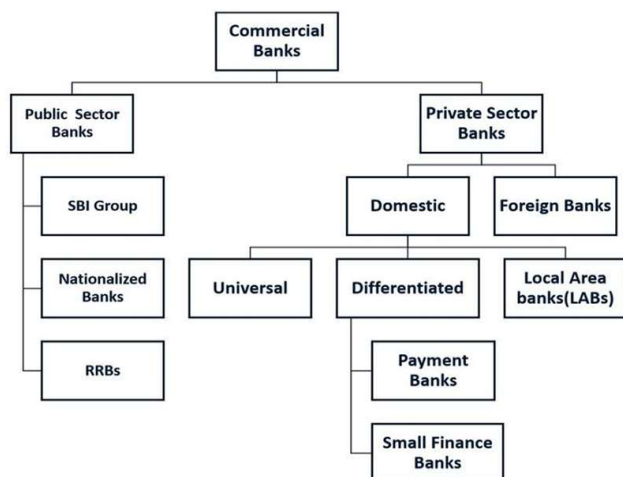 Commercial
Banks
Public Sector
Banks
Private Sector
Banks
SBI Group
Domestic
Foreign Banks
Nationalized
Banks
Universal
Differentiated
Local Area
banks(LABs)
RRBs
Payment
Banks
Small Finance
Banks